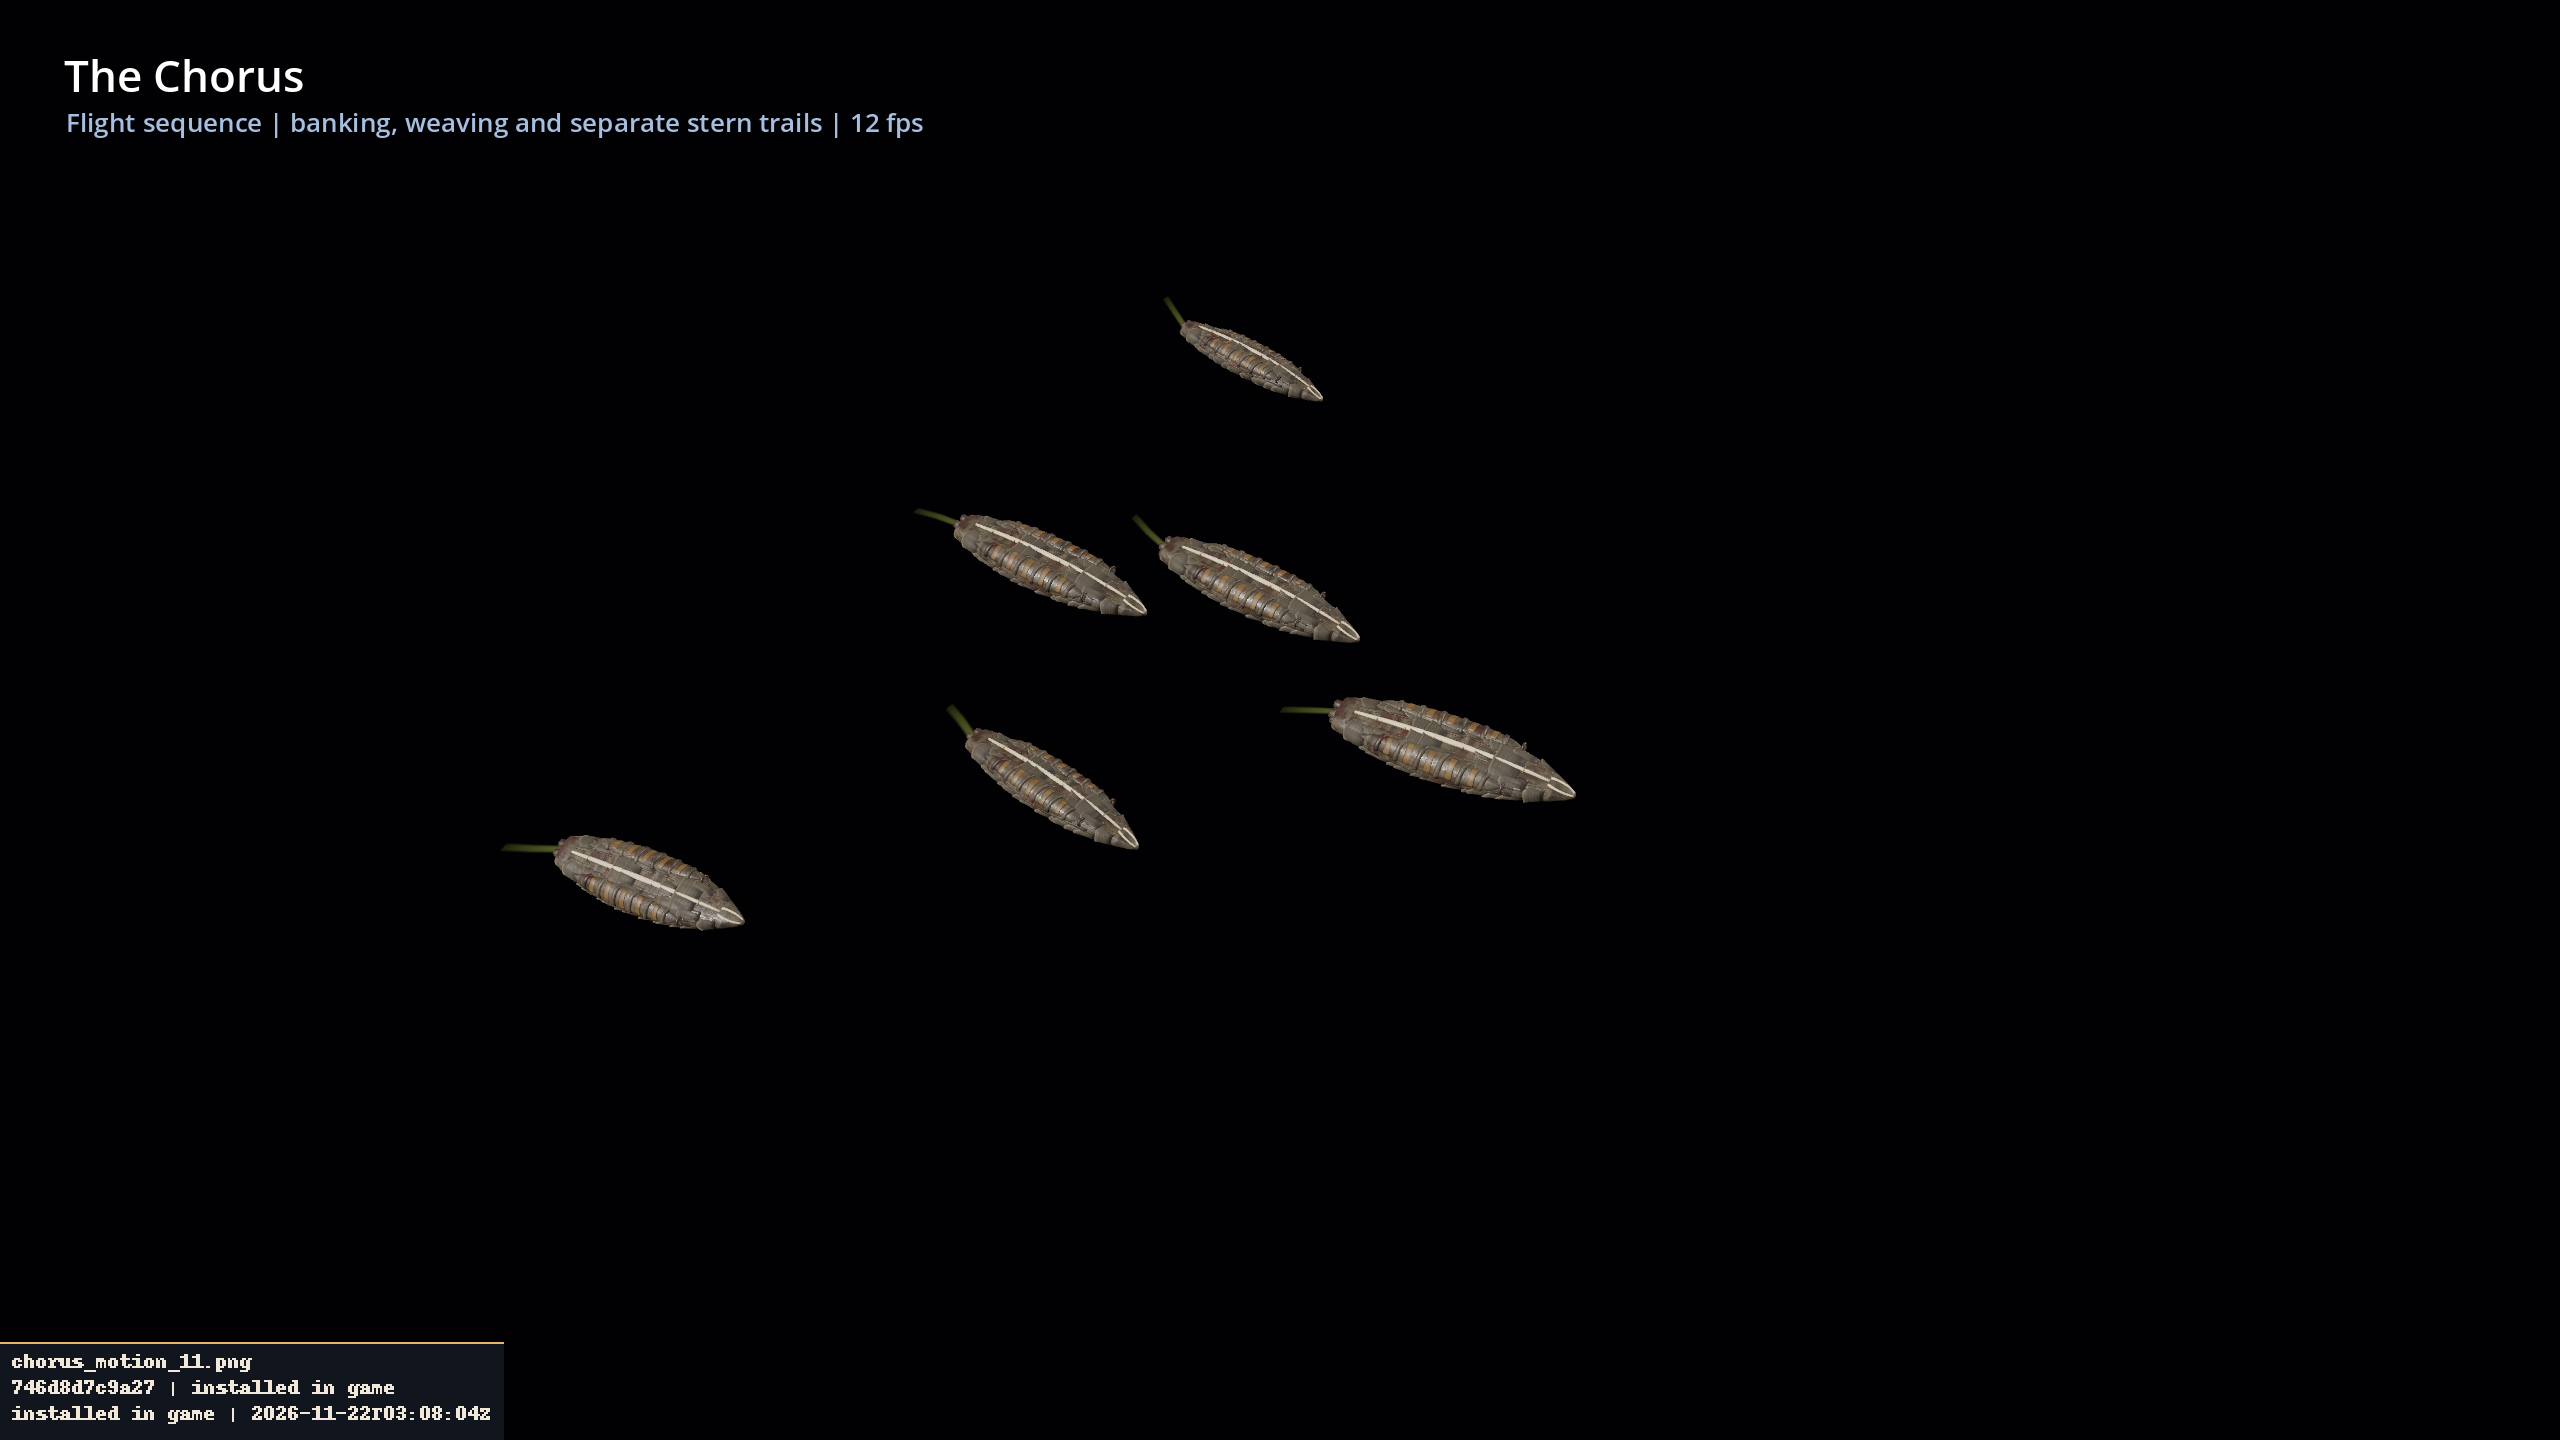 The Chorus
Flight sequence | banking, weaving and separate stern trails | 12 fps
chorus_motion_11.png
746d8d7c9a27 | installed in game
installed in game | 2026-11-22T03:08:04z